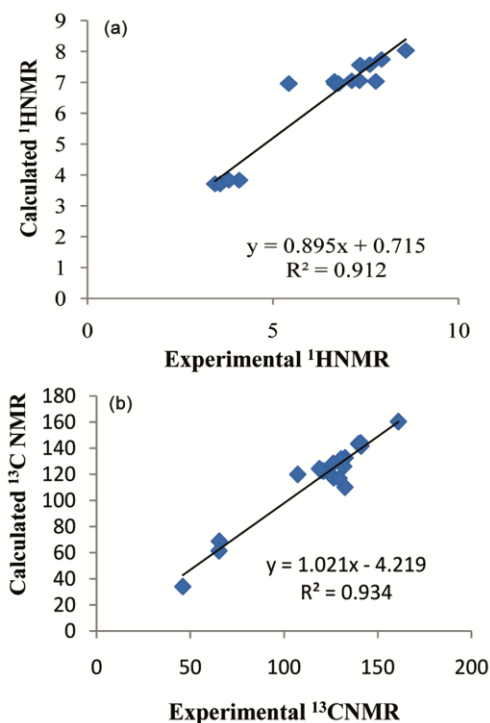 (a)
Calculated ¹HNMR
9
8
7
6
5
4
3
2
1
0
y = 0.895x + 0.715
R² = 0.912
0 5 10
Experimental ¹HNMR
(b)
Calculated ¹³C NMR
180
160
140
120
100
80
60
40
20
0
y = 1.021x - 4.219
R² = 0.934
0 50 100 150 200
Experimental ¹³CNMR